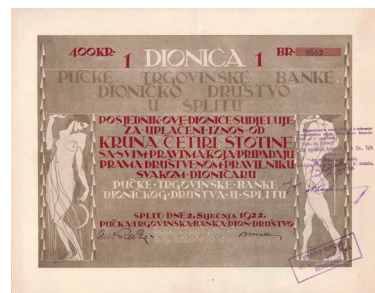 400KR. 1 DIONICA 1 BR. 0582
PUČKE TRGOVINSKE BANKE
DIONIČKO DRUŠTVO
U SPLITU
POSJEDNIK OVE DIONICE SUDJELUJE
ZA UPLAĆENI IZNOS OD
KRUNA ČETIRI STOTINE
SA SVIM PRAVIMA KOJA PRIPADAJU
PRAMA DRUŠTVENOM PRAVILNIKU
SVAKOM DIONIČARU
PUČKE TRGOVINSKE BANKE
DIONIČKOG DRUŠTVA U SPLITU
SPLIT, DNE 2. SIJEČNJA 1922.
PUČKA TRGOVINSKA BANKA DION. DRUŠTVO